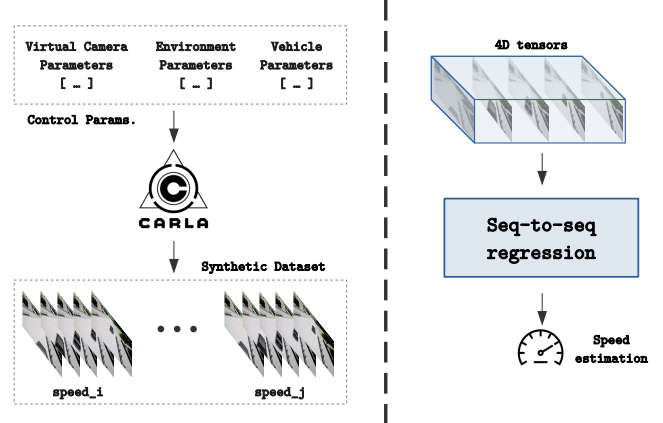 Virtual Camera
Parameters
[ … ]
Environment
Parameters
[ … ]
Vehicle
Parameters
[ … ]
Control Params.
CARLA
Synthetic Dataset
speed_i
speed_j
4D tensors
Seq-to-seq
regression
Speed
estimation